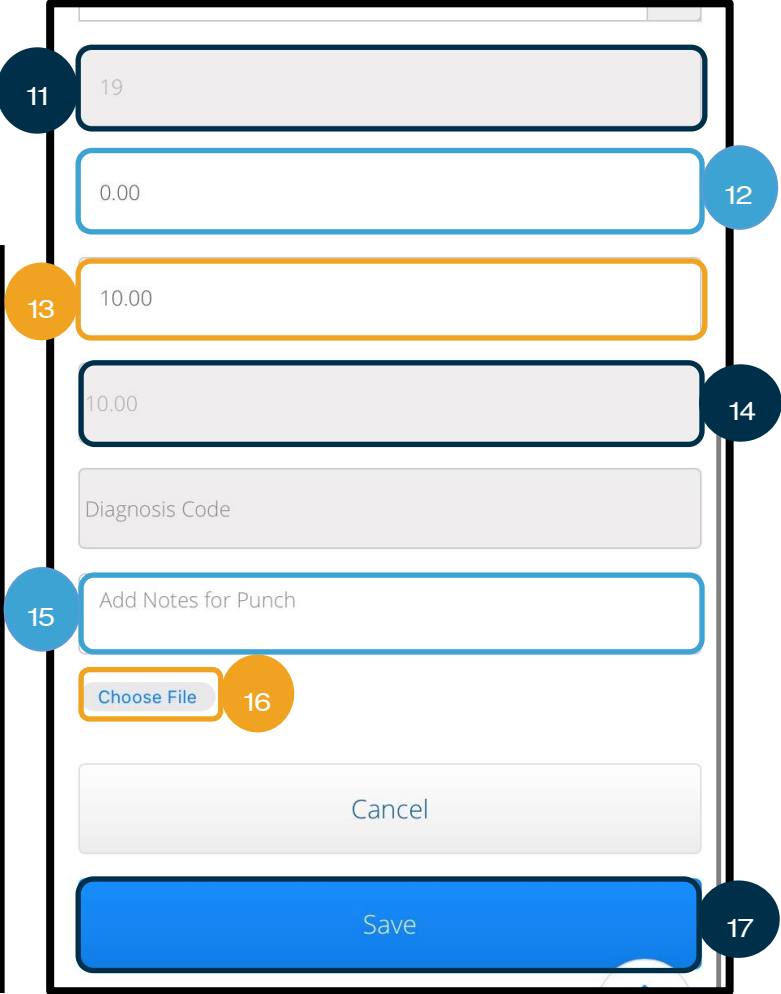 11
19
0.00
12
13
10.00
10.00
14
Diagnosis Code
15
Add Notes for Punch
Choose File
16
Cancel
Save
17